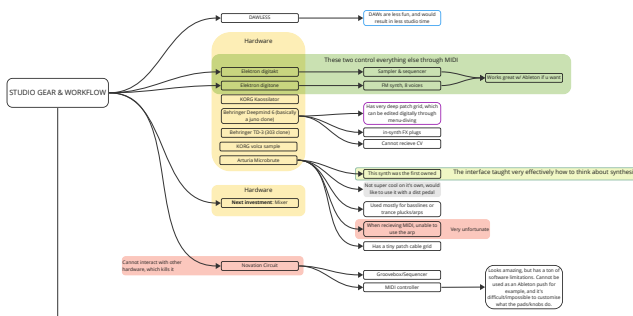 DAWLESS
DAWs are less fun, and would
result in less studio time
Hardware
These two control everything else through MIDI
Elektron digitakt
Sampler & sequencer
Works great w/ Ableton if u want
STUDIO GEAR & WORKFLOW
Elektron digitone
FM synth, 8 voices
KORG Kaossilator
Behringer Deepmind 6 (basically
a juno clone)
Has very deep patch grid, which
can be edited digitally through
menu-diving
Behringer TD-3 (303 clone)
in-synth FX plugs
KORG volca sample
Cannot recieve CV
Arturia Microbrute
This synth was the first owned
The interface taught very effectively how to think about synthesi
Not super cool on it's own, would
like to use it with a dist pedal
Hardware
Next investment: Mixer
Used mostly for basslines or
trance plucks/arps
When recieving MIDI, unable to
use the arp
Very unfortunate
Has a tiny patch cable grid
Cannot interact with other
hardware, which kills it
Novation Circuit
Groovebox/Sequencer
MIDI controller
Looks amazing, but has a ton of
software limitations. Cannot be
used as an Ableton push for
example, and it's
difficult/impossible to customise
what the pads/knobs do.